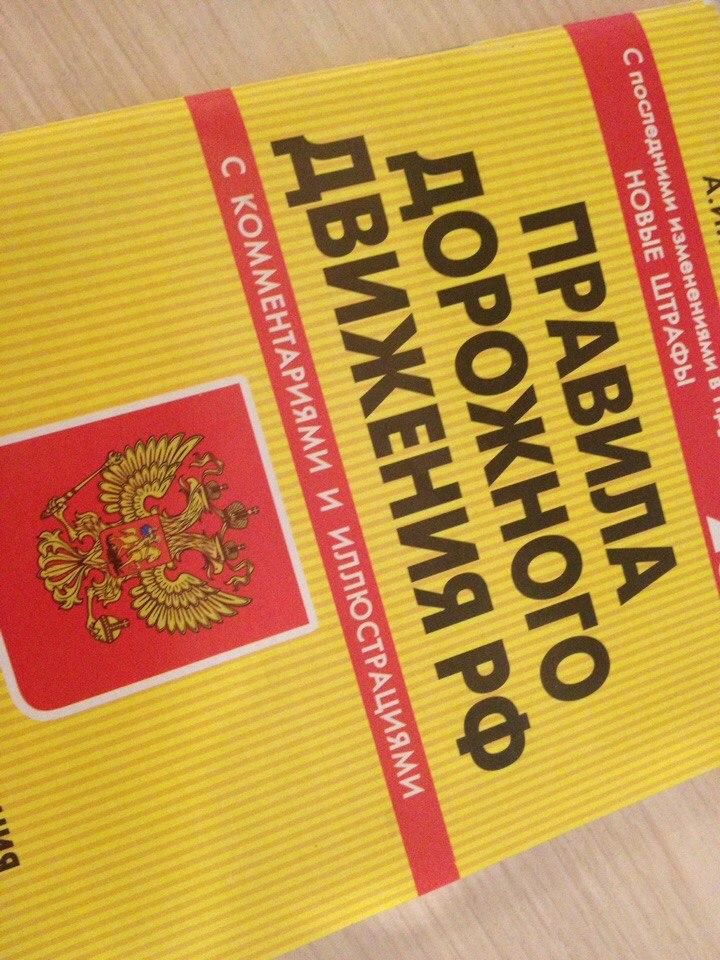 С последними изменениями в
НОВЫЕ ШТРАФЫ
ПРАВИЛА
ДОРОЖНОГО
ДВИЖЕНИЯ РФ
С КОММЕНТАРИЯМИ И ИЛЛЮСТРАЦИЯМИ